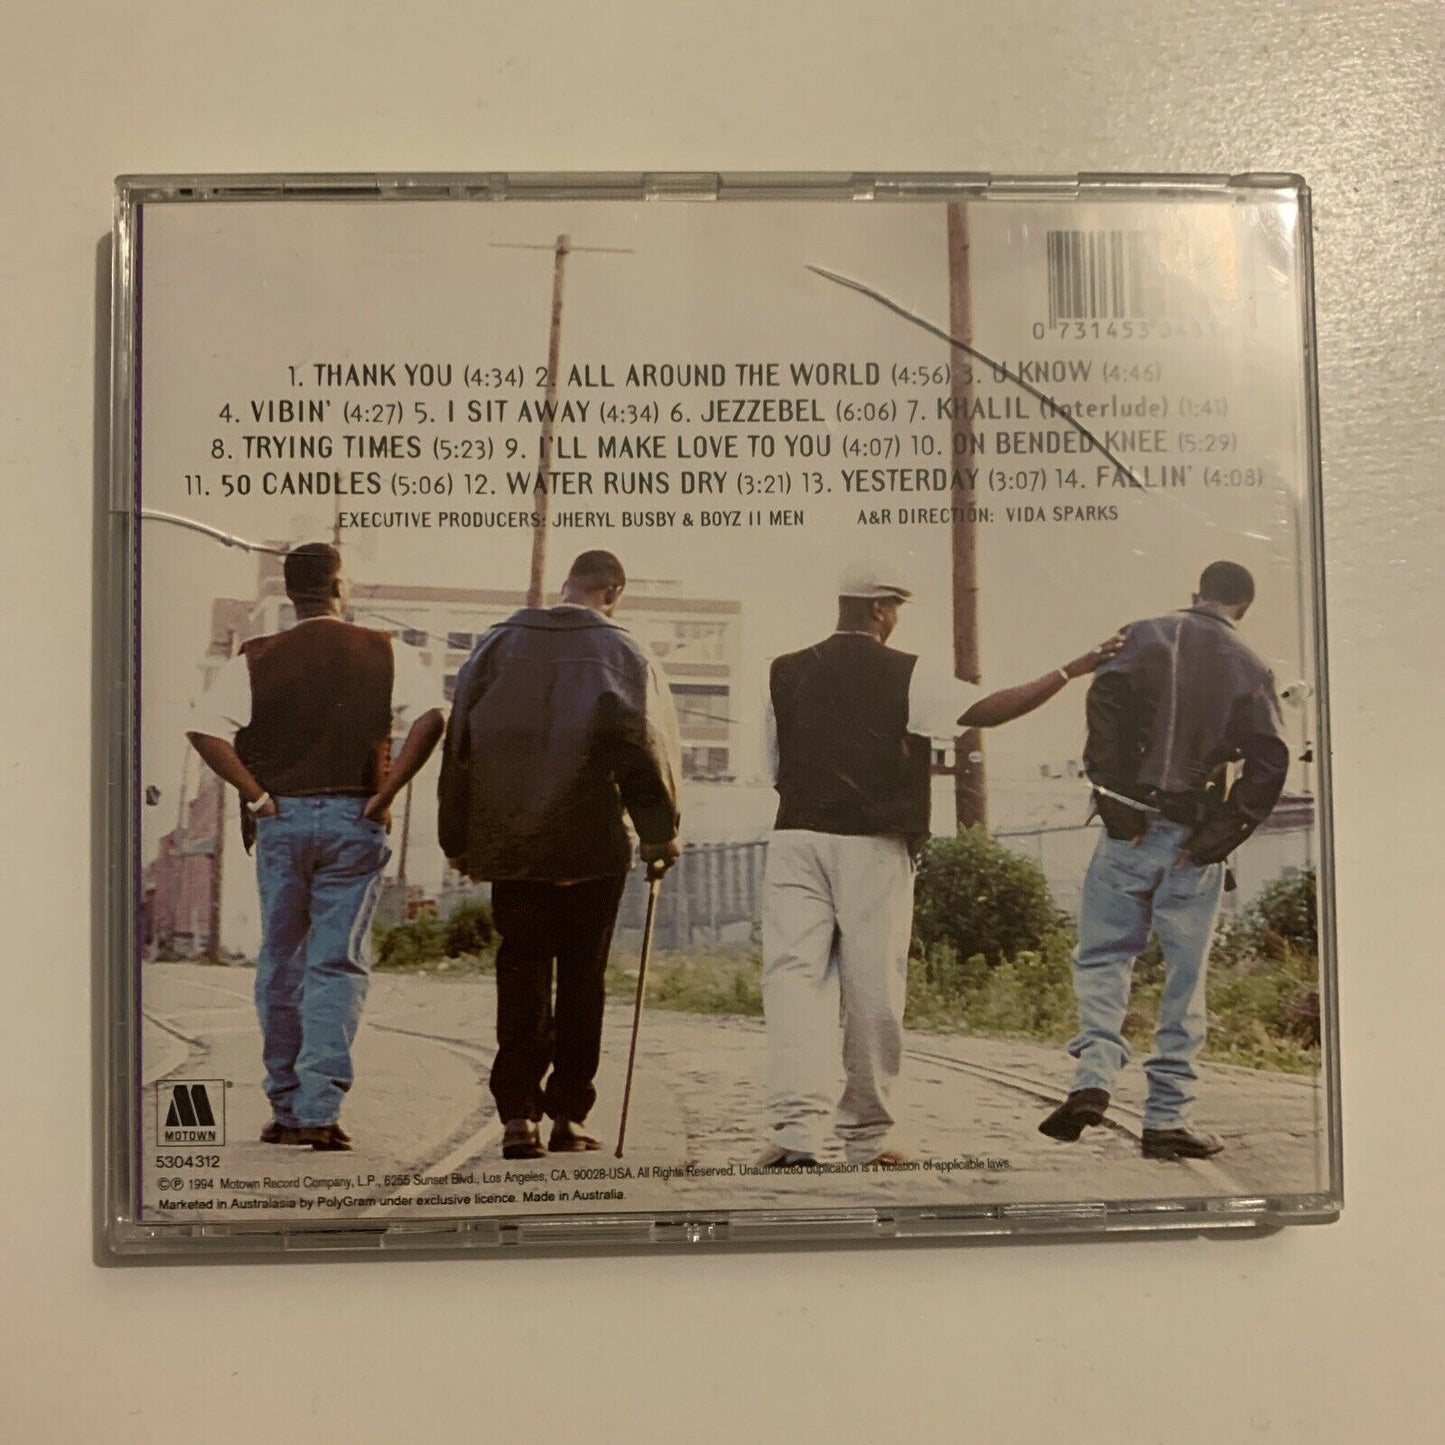 0 731453
1. THANK YOU (4:34) 2. ALL AROUND THE WORLD (4:56) 3. U KNOW (4:46)
4. VIBIN' (4:27) 5. I SIT AWAY (4:34) 6. JEZZEBEL (6:06) 7. KHALIL (Interlude) (1:41)
8. TRYING TIMES (5:23) 9. I'LL MAKE LOVE TO YOU (4:07) 10. ON BENDED KNEE (5:29)
11. 50 CANDLES (5:06) 12. WATER RUNS DRY (3:21) 13. YESTERDAY (3:07) 14. FALLIN' (4:08)
EXECUTIVE PRODUCERS: JHERYL BUSBY & BOYZ II MEN A&R DIRECTION: VIDA SPARKS
M®
MOTOWN
5304312
©℗ 1994 Motown Record Company, L.P., 6255 Sunset Blvd., Los Angeles, CA. 90028-USA. All Rights Reserved. Unauthorized duplication is a violation of applicable laws.
Marketed in Australasia by PolyGram under exclusive licence. Made in Australia.